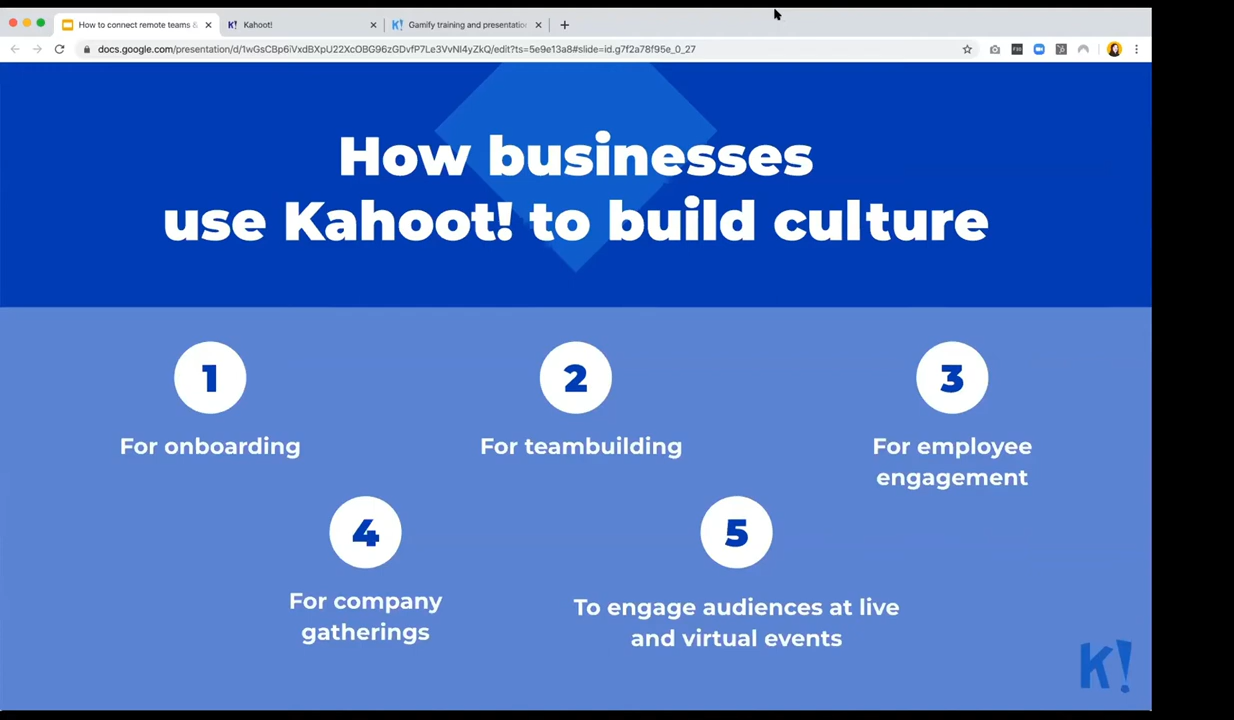 How to connect remote teams &
Kahoot!
Gamify training and presentation
docs.google.com/presentation/d/1wGsCBp6iVxdBXpU22XcOBG96zGDvfP7Le3VvNl4yZkQ/edit?ts=5e9e13a8#slide=id.g7f2a78f95e_0_27
How businesses
use Kahoot! to build culture
1
2
3
For onboarding
For teambuilding
For employee
engagement
4
5
For company
gatherings
To engage audiences at live
and virtual events
K!